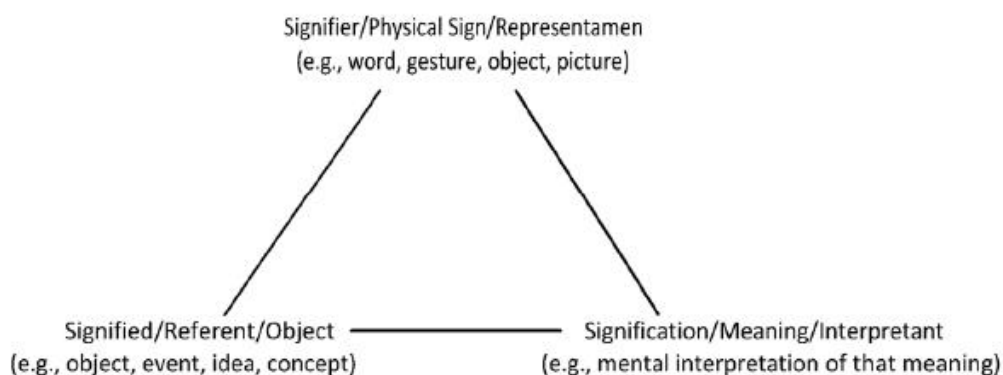 Signifier/Physical Sign/Representamen
(e.g., word, gesture, object, picture)
Signified/Referent/Object
(e.g., object, event, idea, concept)
Signification/Meaning/Interpretant
(e.g., mental interpretation of that meaning)